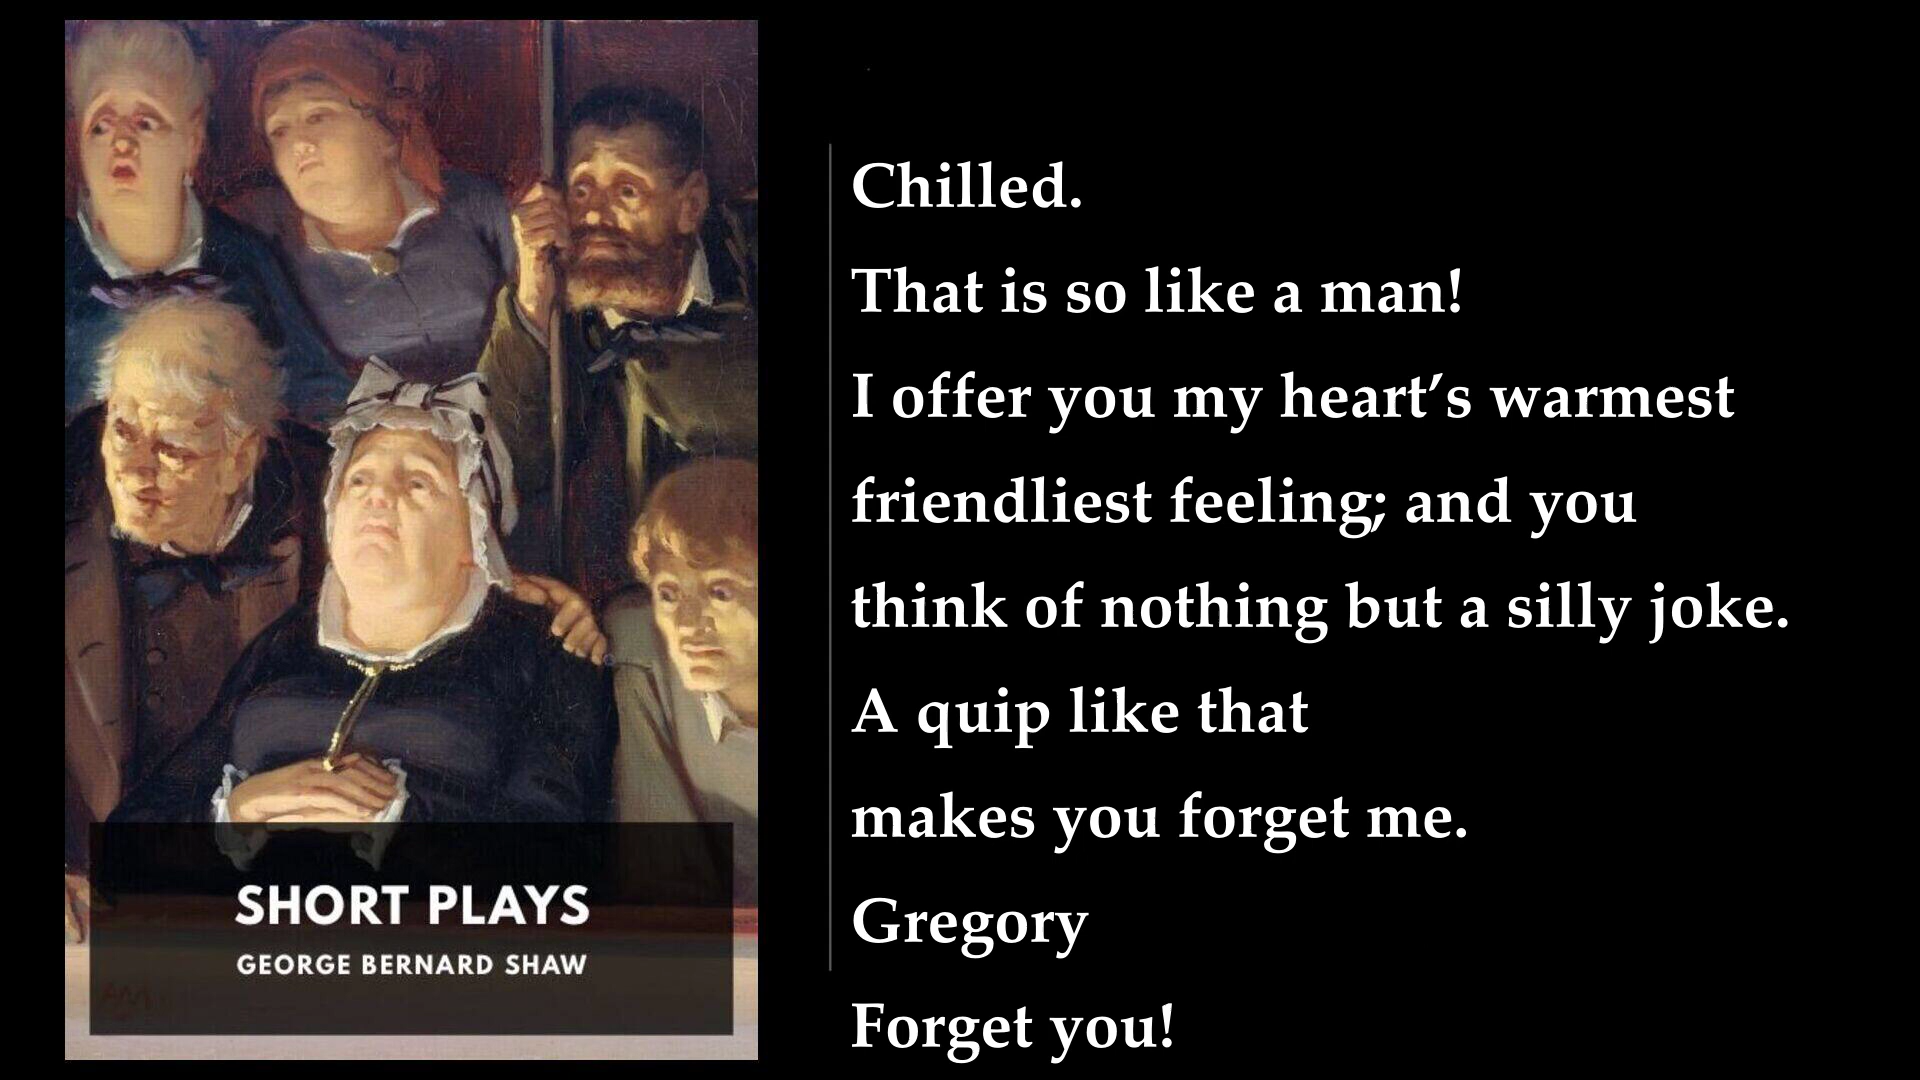 SHORT PLAYS
GEORGE BERNARD SHAW
Chilled.
That is so like a man!
I offer you my heart’s warmest
friendliest feeling; and you
think of nothing but a silly joke.
A quip like that
makes you forget me.
Gregory
Forget you!